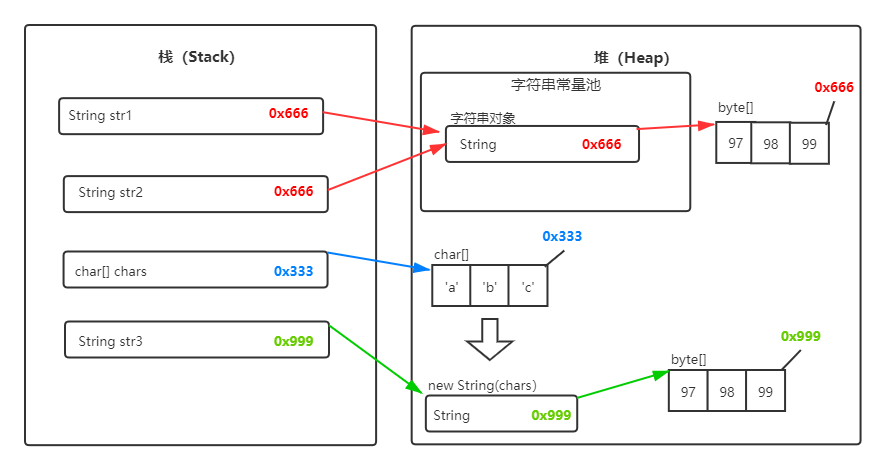 栈（Stack）
String str1 0x666
String str2 0x666
char[] chars 0x333
String str3 0x999
堆（Heap）
字符串常量池
字符串对象
String 0x666
byte[]
0x666
97 98 99
0x333
char[]
'a' 'b' 'c'
new String(chars)
String 0x999
0x999
byte[]
97 98 99